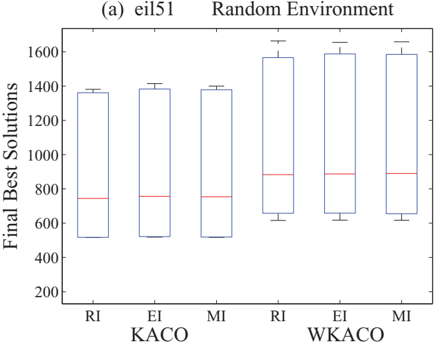 (a) eil51 Random Environment
Final Best Solutions
1600
1400
1200
1000
800
600
400
200
RI EI MI RI EI MI
KACO WKACO